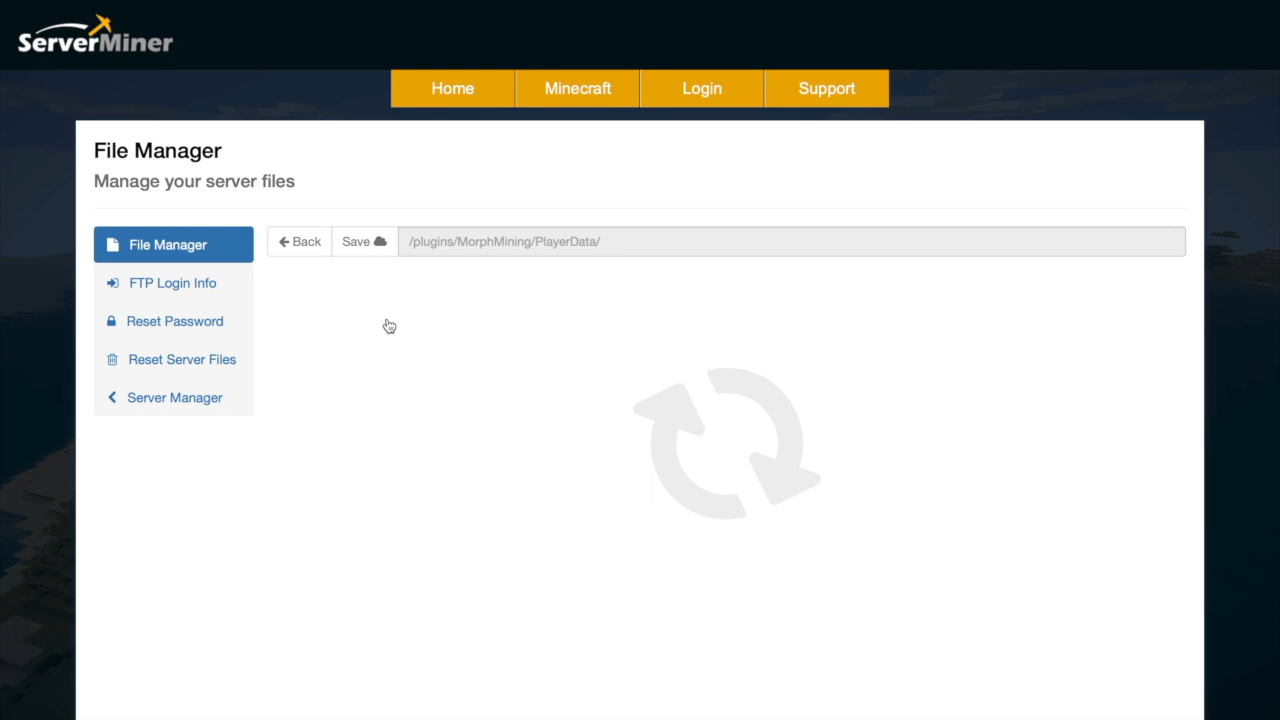 ServerMiner
Home Minecraft Login Support
File Manager
Manage your server files
File Manager
Back Save /plugins/MorphMining/PlayerData/
FTP Login Info
Reset Password
Reset Server Files
Server Manager